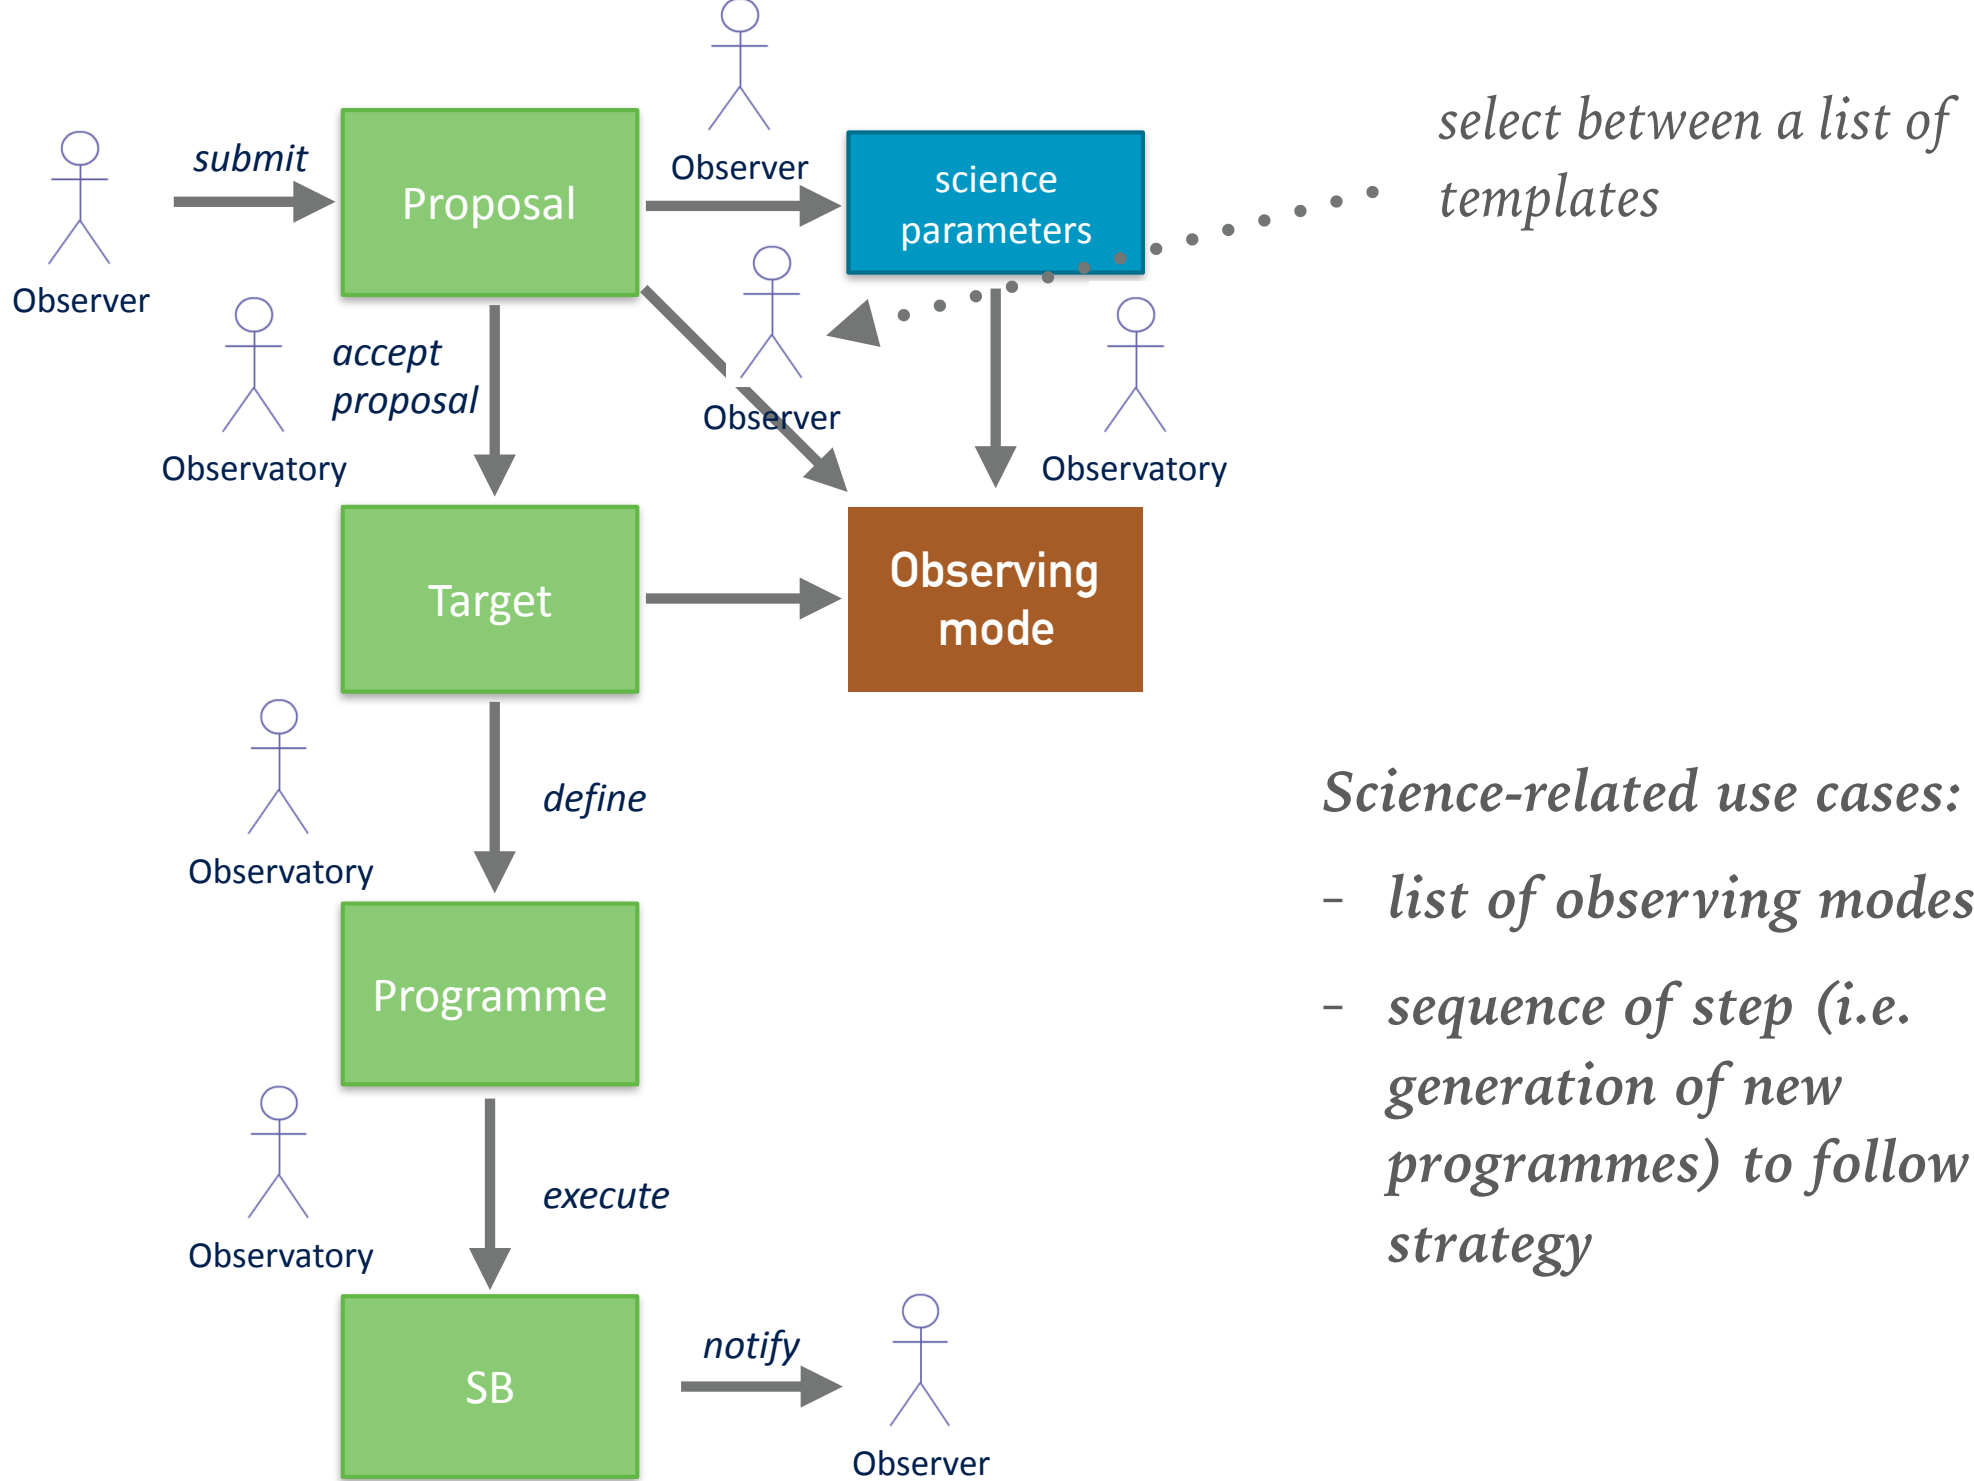 submit
Observer
Proposal
Observer
science
parameters
select between a list of
templates
Observatory
accept
proposal
Observer
Observatory
Target
Observing
mode
Observatory
define
Programme
Science-related use cases:
- list of observing modes
- sequence of step (i.e.
generation of new
programmes) to follow
strategy
Observatory
execute
SB
notify
Observer